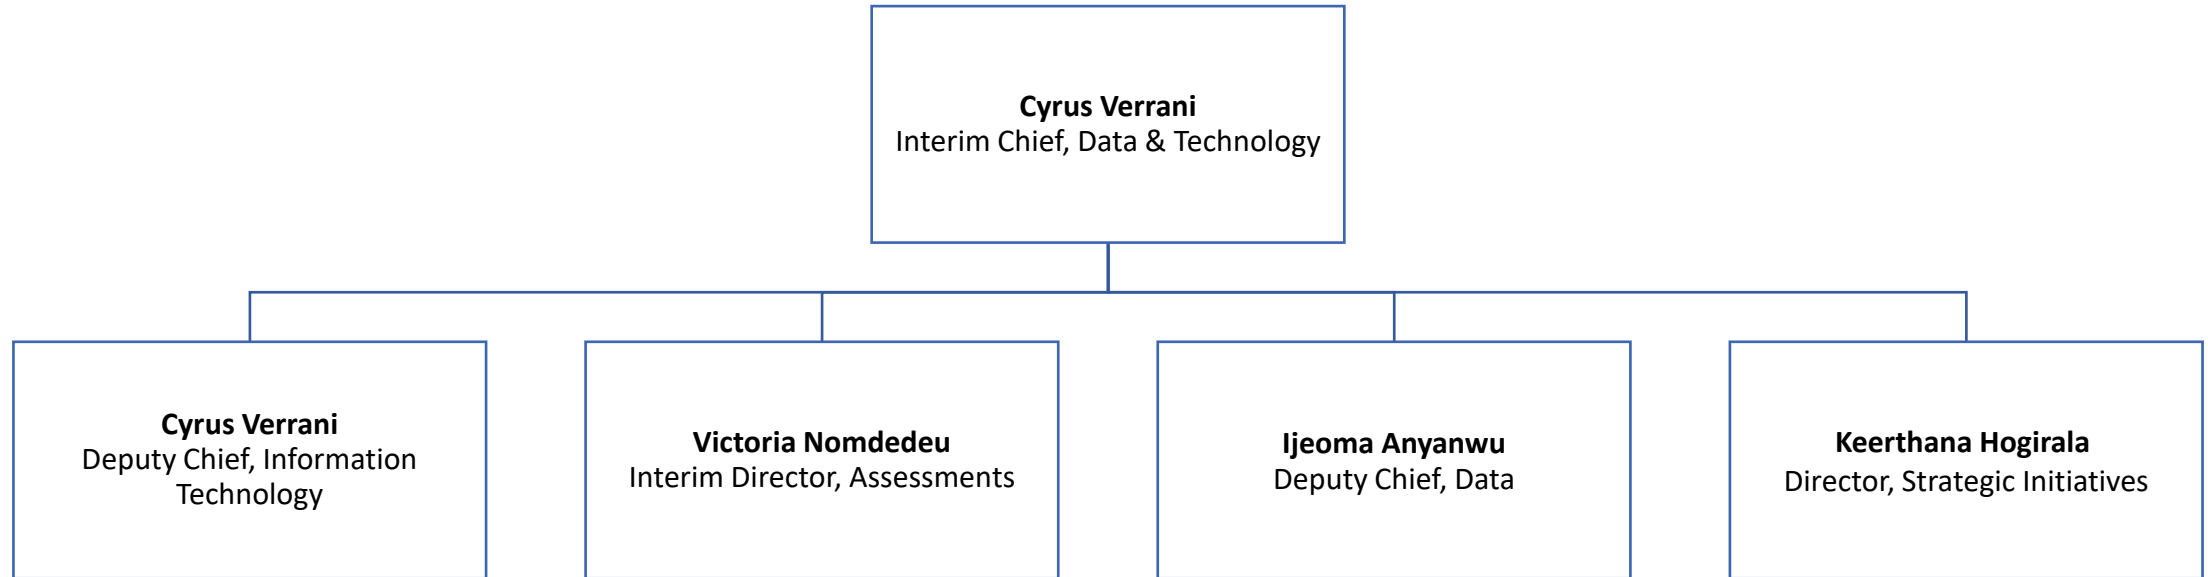 Cyrus Verrani
Interim Chief, Data & Technology
Cyrus Verrani
Deputy Chief, Information
Technology
Victoria Nomdedeu
Interim Director, Assessments
Ijeoma Anyanwu
Deputy Chief, Data
Keerthana Hogirala
Director, Strategic Initiatives